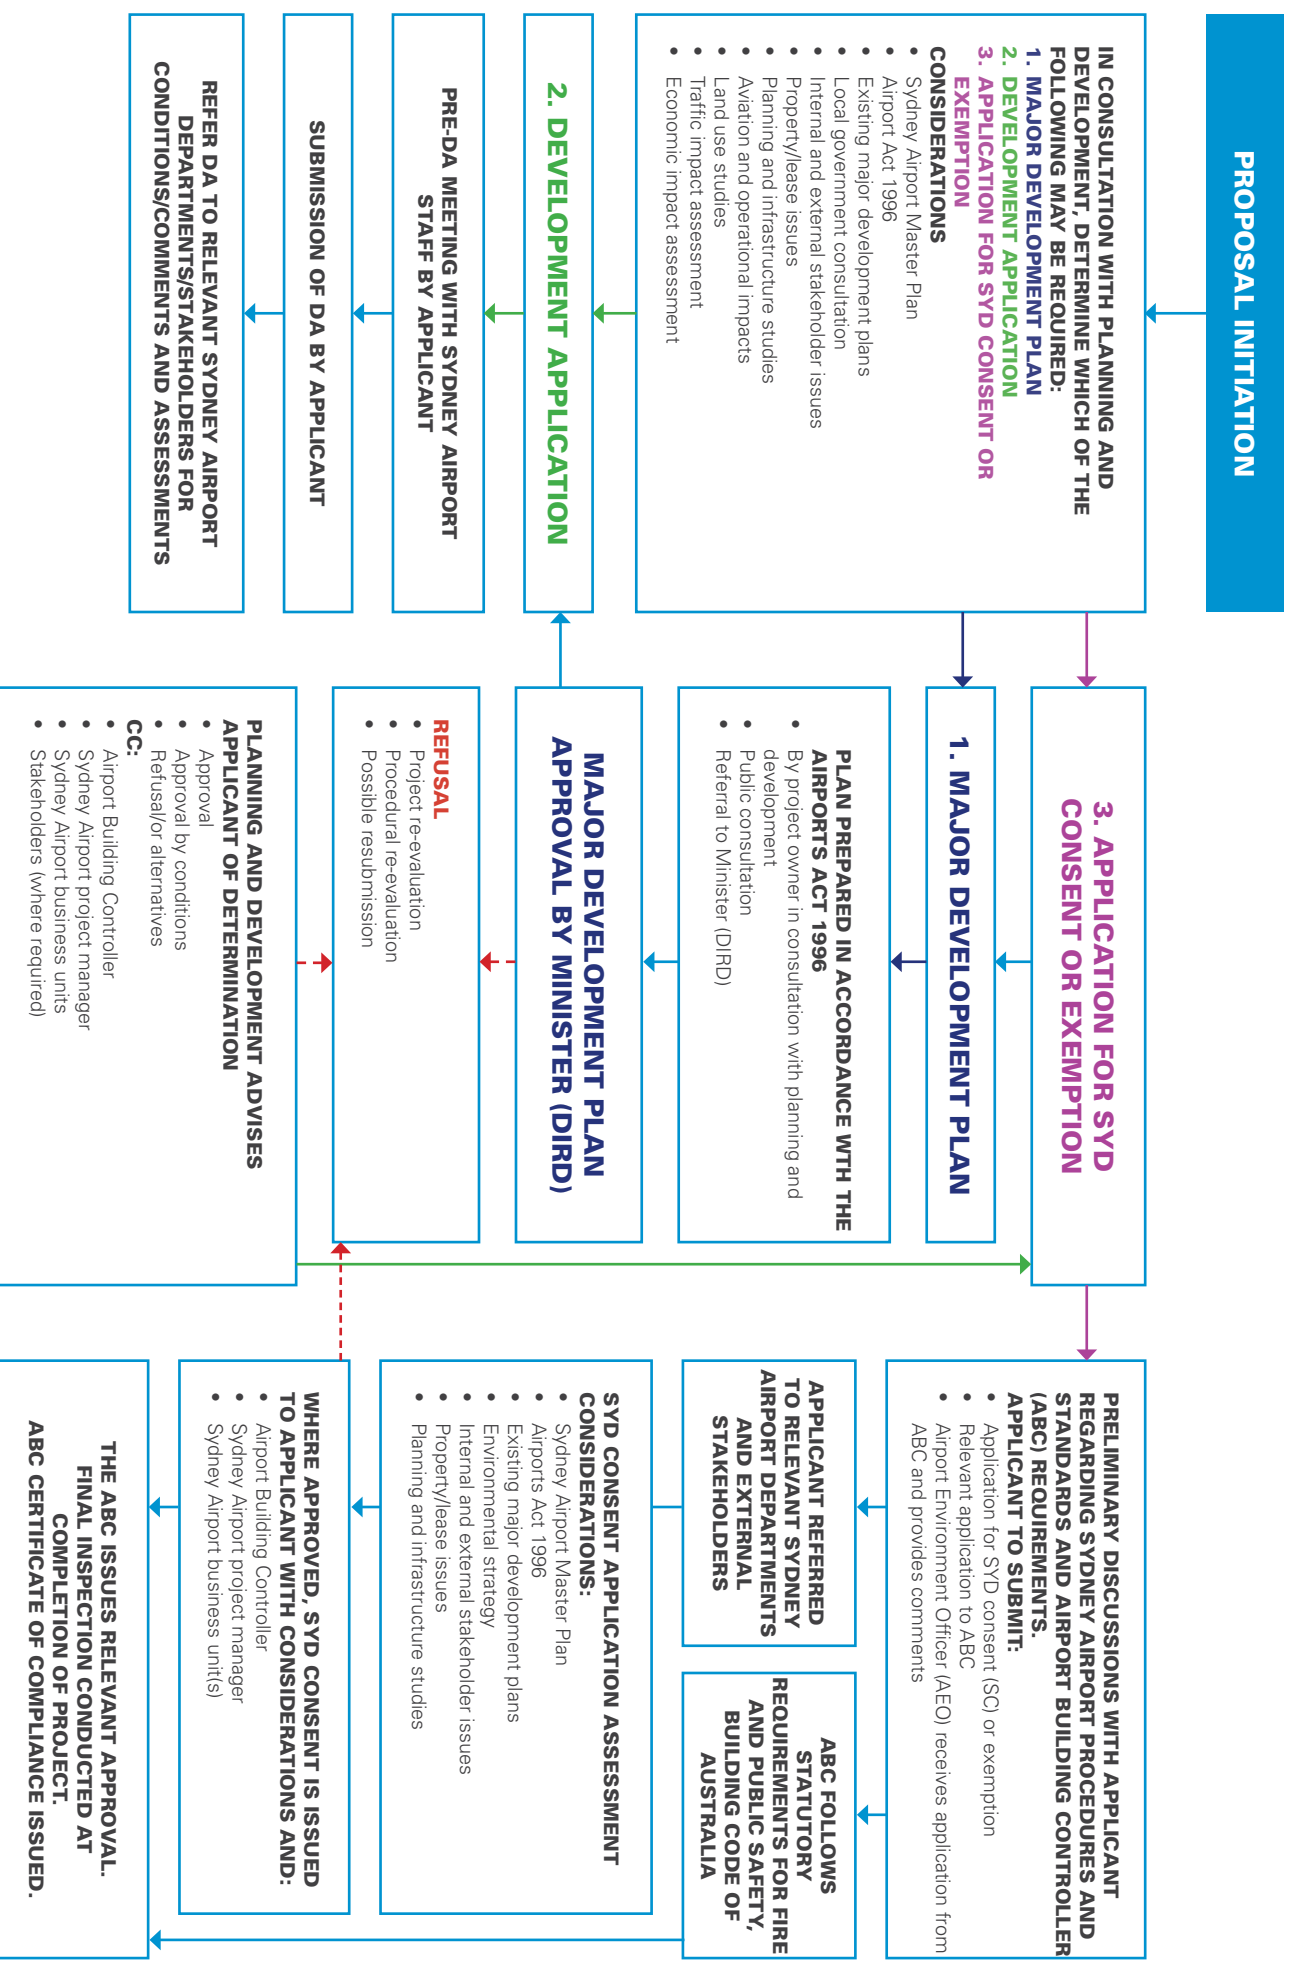 PROPOSAL INITIATION
IN CONSULTATION WITH PLANNING AND
DEVELOPMENT, DETERMINE WHICH OF THE
FOLLOWING MAY BE REQUIRED:
1. MAJOR DEVELOPMENT PLAN
2. DEVELOPMENT APPLICATION
3. APPLICATION FOR SYD CONSENT OR
EXEMPTION
CONSIDERATIONS
• Sydney Airport Master Plan
• Airport Act 1996
• Existing major development plans
• Local government consultation
• Internal and external stakeholder issues
• Property/lease issues
• Planning and infrastructure studies
• Aviation and operational impacts
• Land use studies
• Traffic impact assessment
• Economic impact assessment
2. DEVELOPMENT APPLICATION
PRE-DA MEETING WITH SYDNEY AIRPORT
STAFF BY APPLICANT
SUBMISSION OF DA BY APPLICANT
REFER DA TO RELEVANT SYDNEY AIRPORT
DEPARTMENTS/STAKEHOLDERS FOR
CONDITIONS/COMMENTS AND ASSESSMENTS
3. APPLICATION FOR SYD
CONSENT OR EXEMPTION
1. MAJOR DEVELOPMENT PLAN
PLAN PREPARED IN ACCORDANCE WTH THE
AIRPORTS ACT 1996
• By project owner in consultation with planning and
development
• Public consultation
• Referral to Minister (DIRD)
MAJOR DEVELOPMENT PLAN
APPROVAL BY MINISTER (DIRD)
REFUSAL
• Project re-evaluation
• Procedural re-evaluation
• Possible resubmission
PLANNING AND DEVELOPMENT ADVISES
APPLICANT OF DETERMINATION
• Approval
• Approval by conditions
• Refusal/or alternatives
CC:
• Airport Building Controller
• Sydney Airport project manager
• Sydney Airport business units
• Stakeholders (where required)
PRELIMINARY DISCUSSIONS WITH APPLICANT
REGARDING SYDNEY AIRPORT PROCEDURES AND
STANDARDS AND AIRPORT BUILDING CONTROLLER
(ABC) REQUIREMENTS.
APPLICANT TO SUBMIT:
• Application for SYD consent (SC) or exemption
• Relevant application to ABC
• Airport Environment Officer (AEO) receives application from
ABC and provides comments
APPLICANT REFERRED
TO RELEVANT SYDNEY
AIRPORT DEPARTMENTS
AND EXTERNAL
STAKEHOLDERS
ABC FOLLOWS
STATUTORY
REQUIREMENTS FOR FIRE
AND PUBLIC SAFETY,
BUILDING CODE OF
AUSTRALIA
SYD CONSENT APPLICATION ASSESSMENT
CONSIDERATIONS:
• Sydney Airport Master Plan
• Airports Act 1996
• Existing major development plans
• Environmental strategy
• Internal and external stakeholder issues
• Property/lease issues
• Planning and infrastructure studies
WHERE APPROVED, SYD CONSENT IS ISSUED
TO APPLICANT WITH CONSIDERATIONS AND:
• Airport Building Controller
• Sydney Airport project manager
• Sydney Airport business unit(s)
THE ABC ISSUES RELEVANT APPROVAL.
FINAL INSPECTION CONDUCTED AT
COMPLETION OF PROJECT.
ABC CERTIFICATE OF COMPLIANCE ISSUED.